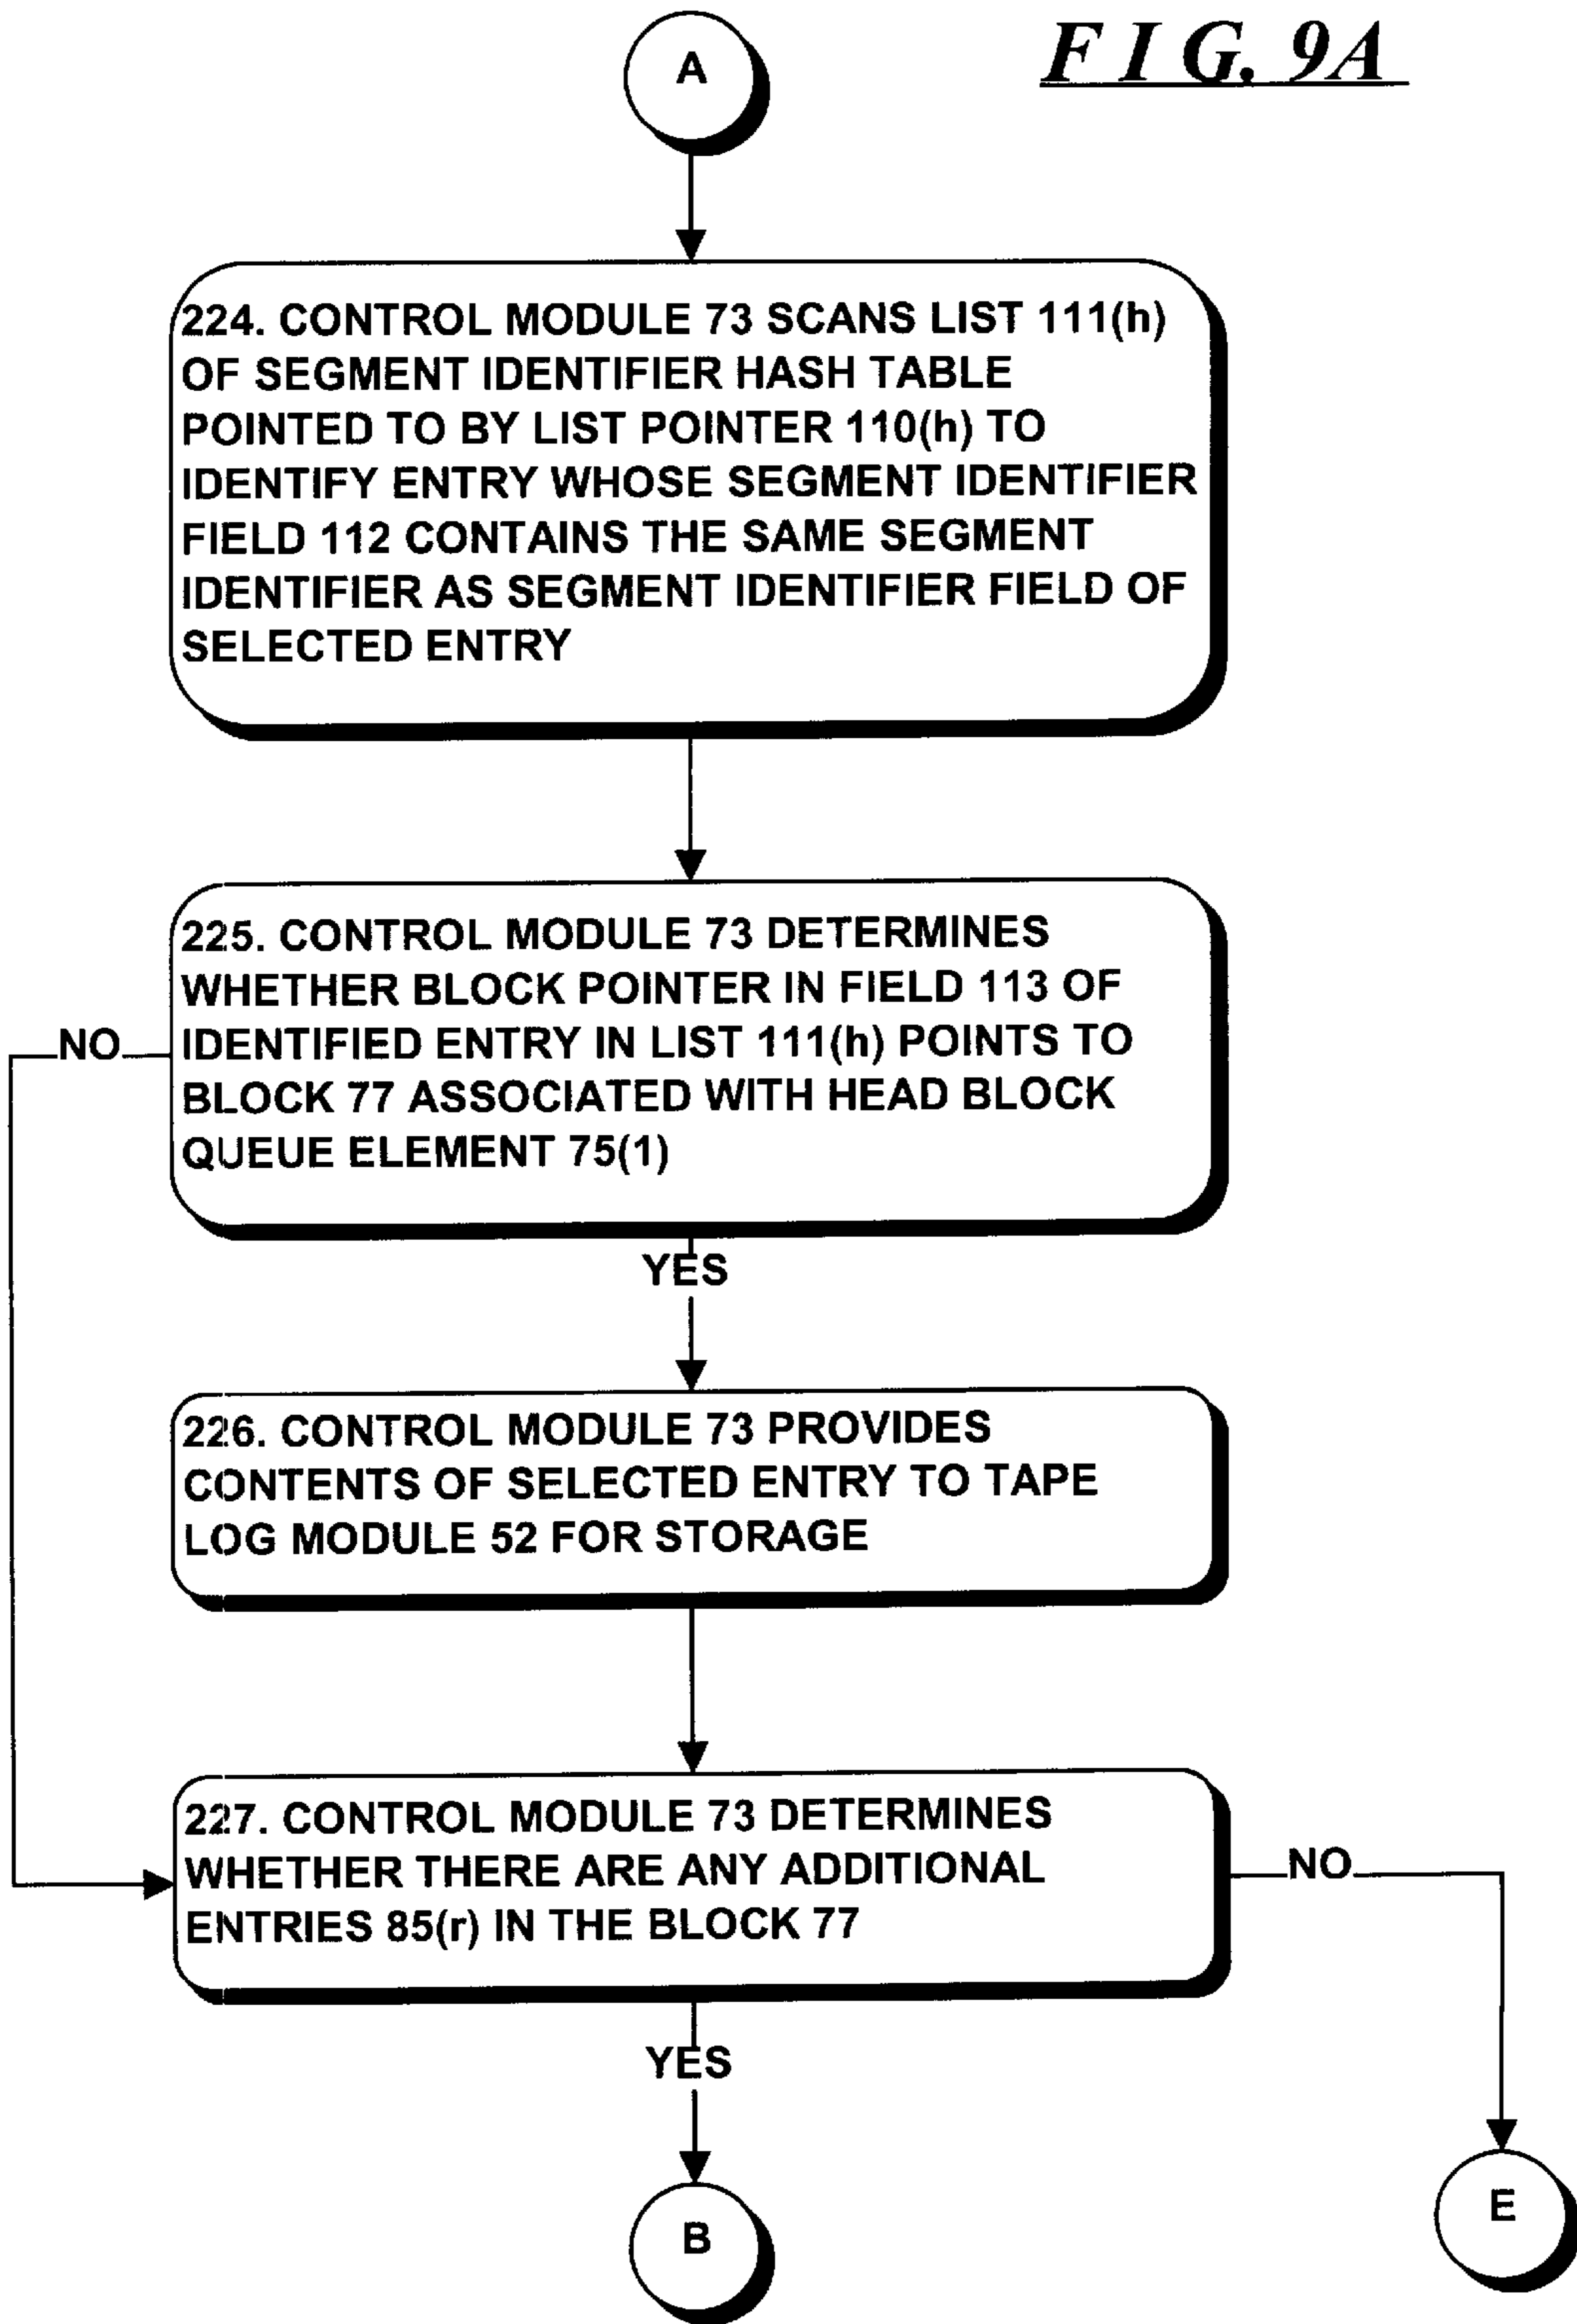 FIG. 9A
A
224. CONTROL MODULE 73 SCANS LIST 111(h)
OF SEGMENT IDENTIFIER HASH TABLE
POINTED TO BY LIST POINTER 110(h) TO
IDENTIFY ENTRY WHOSE SEGMENT IDENTIFIER
FIELD 112 CONTAINS THE SAME SEGMENT
IDENTIFIER AS SEGMENT IDENTIFIER FIELD OF
SELECTED ENTRY
225. CONTROL MODULE 73 DETERMINES
WHETHER BLOCK POINTER IN FIELD 113 OF
IDENTIFIED ENTRY IN LIST 111(h) POINTS TO
BLOCK 77 ASSOCIATED WITH HEAD BLOCK
QUEUE ELEMENT 75(1)
NO
YES
226. CONTROL MODULE 73 PROVIDES
CONTENTS OF SELECTED ENTRY TO TAPE
LOG MODULE 52 FOR STORAGE
227. CONTROL MODULE 73 DETERMINES
WHETHER THERE ARE ANY ADDITIONAL
ENTRIES 85(r) IN THE BLOCK 77
NO
YES
B
E